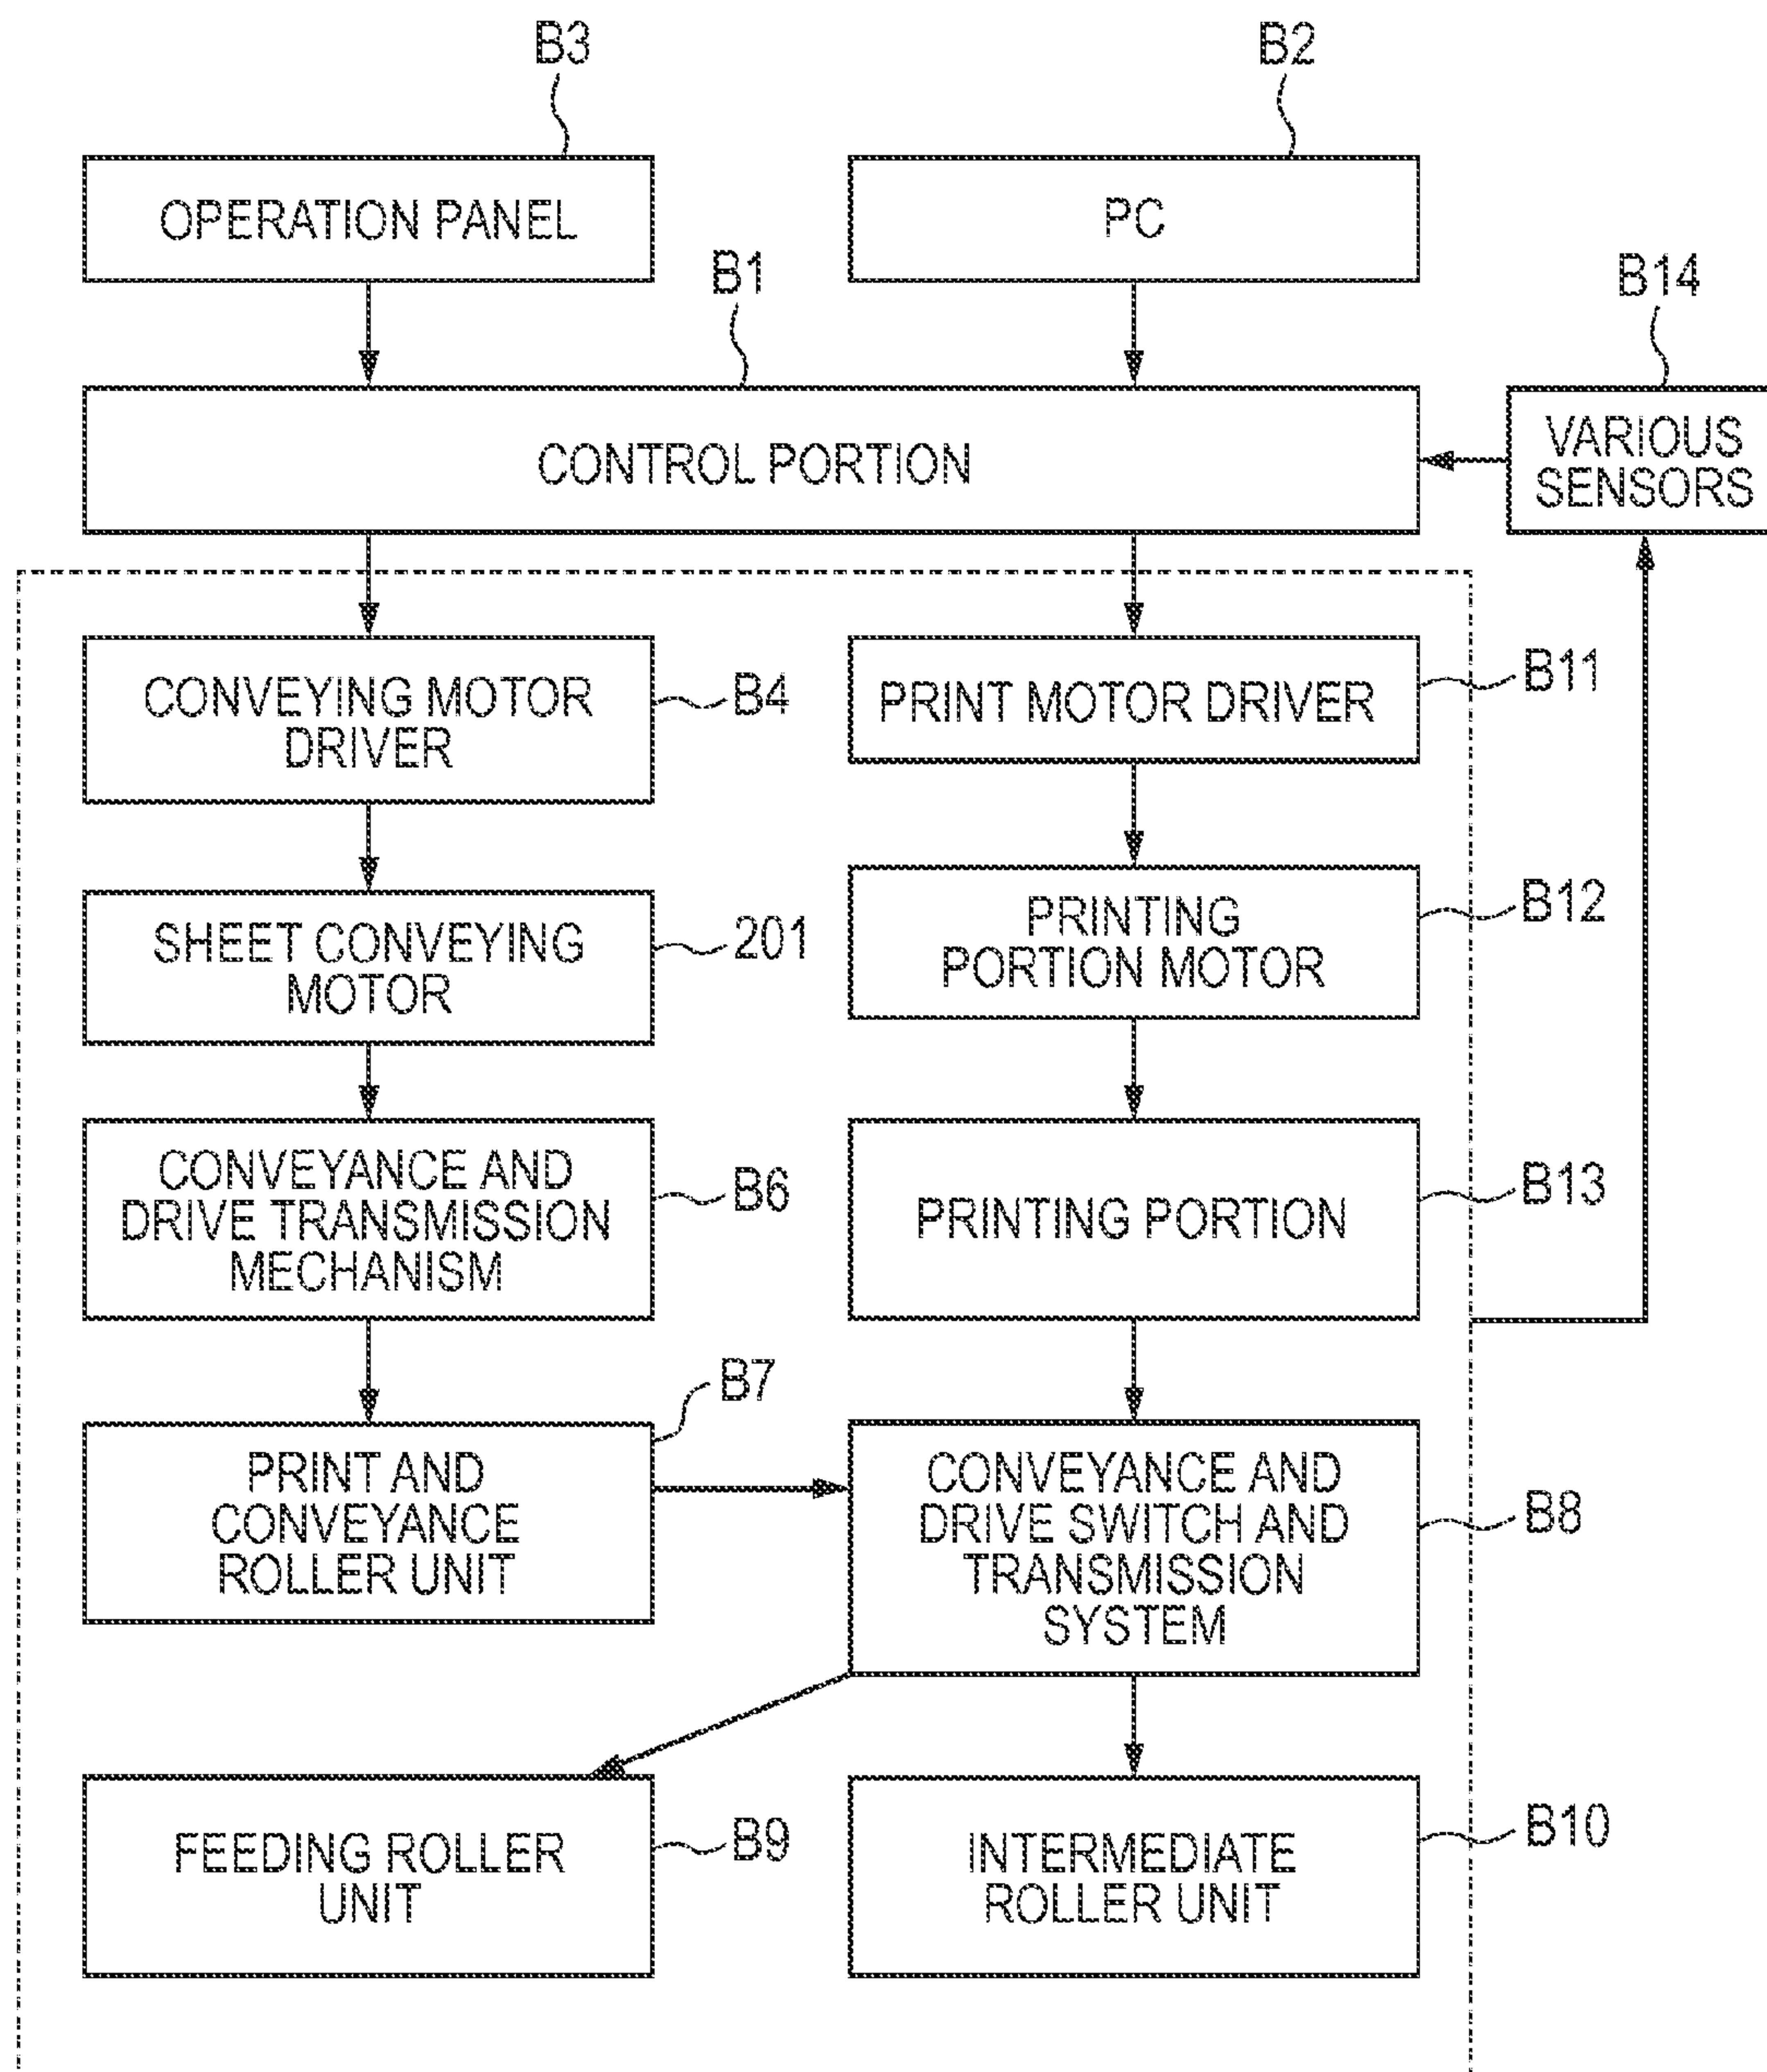 B3
B2
OPERATION PANEL
PC
B1
B14
CONTROL PORTION
VARIOUS
SENSORS
CONVEYING MOTOR
DRIVER
B4
PRINT MOTOR DRIVER
B11
SHEET CONVEYING
MOTOR
201
PRINTING
PORTION MOTOR
B12
CONVEYANCE AND
DRIVE TRANSMISSION
MECHANISM
B6
PRINTING PORTION
B13
B7
PRINT AND
CONVEYANCE
ROLLER UNIT
CONVEYANCE AND
DRIVE SWITCH AND
TRANSMISSION
SYSTEM
B8
FEEDING ROLLER
UNIT
B9
INTERMEDIATE
ROLLER UNIT
B10